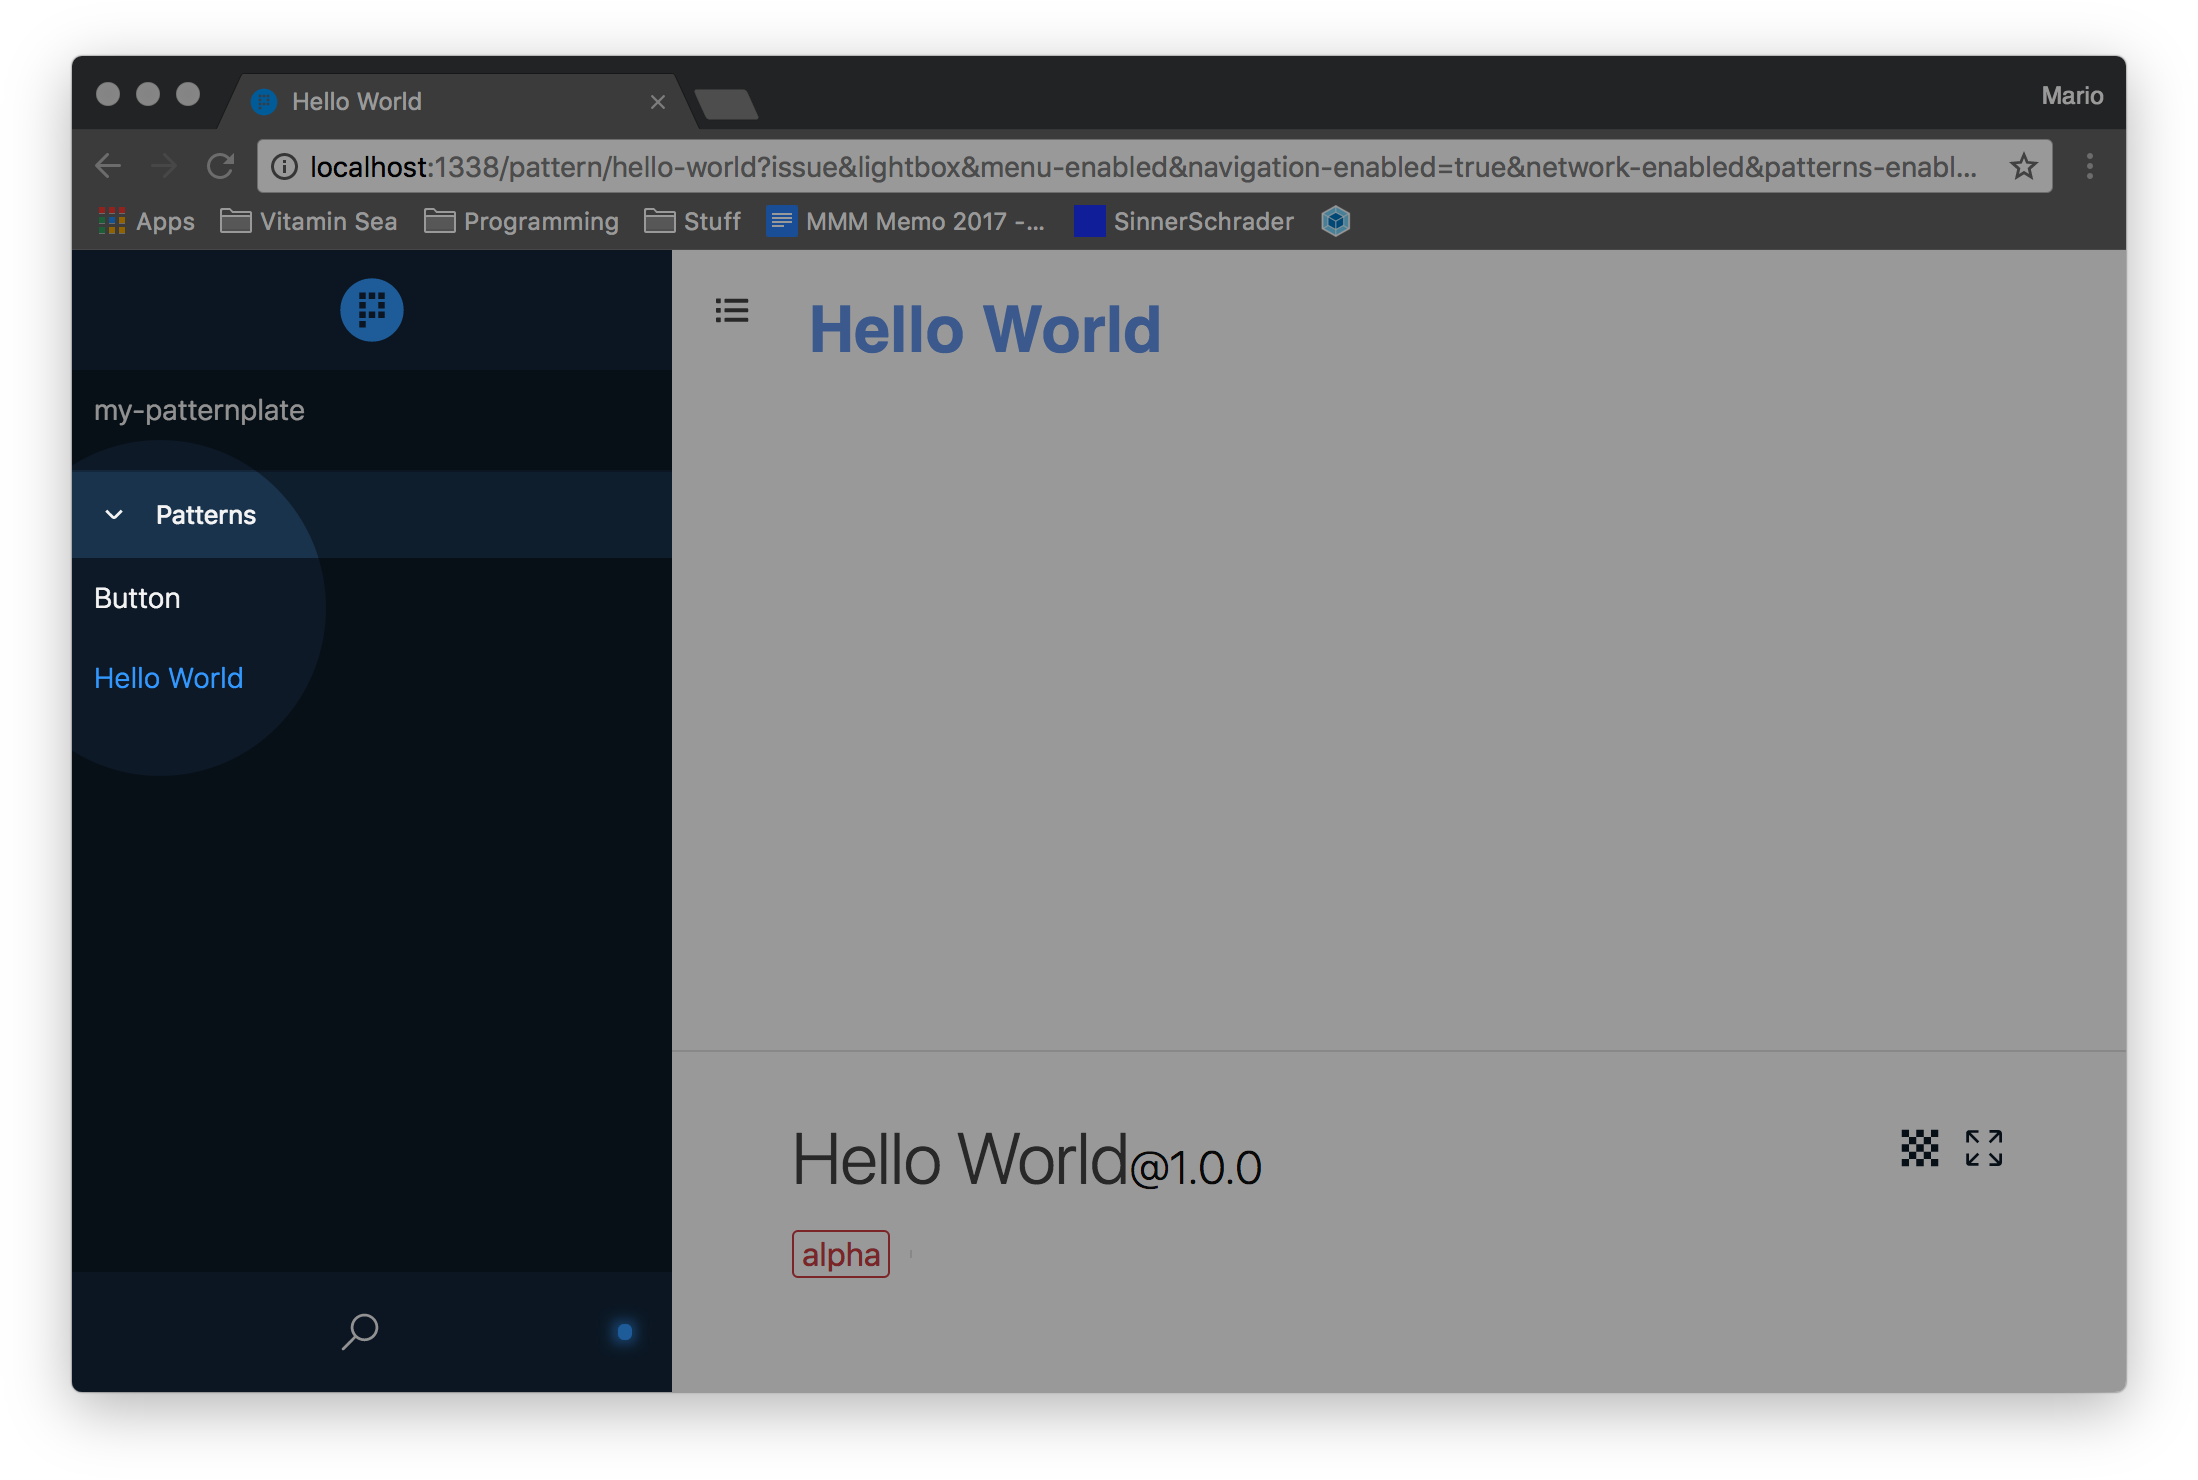 Hello World
Mario
localhost:1338/pattern/hello-world?issue&lightbox&menu-enabled&navigation-enabled=true&network-enabled&patterns-enabl...
Apps Vitamin Sea Programming Stuff MMM Memo 2017 -... SinnerSchrader
my-patternplate
Patterns
Button
Hello World
Hello World
Hello World@1.0.0
alpha